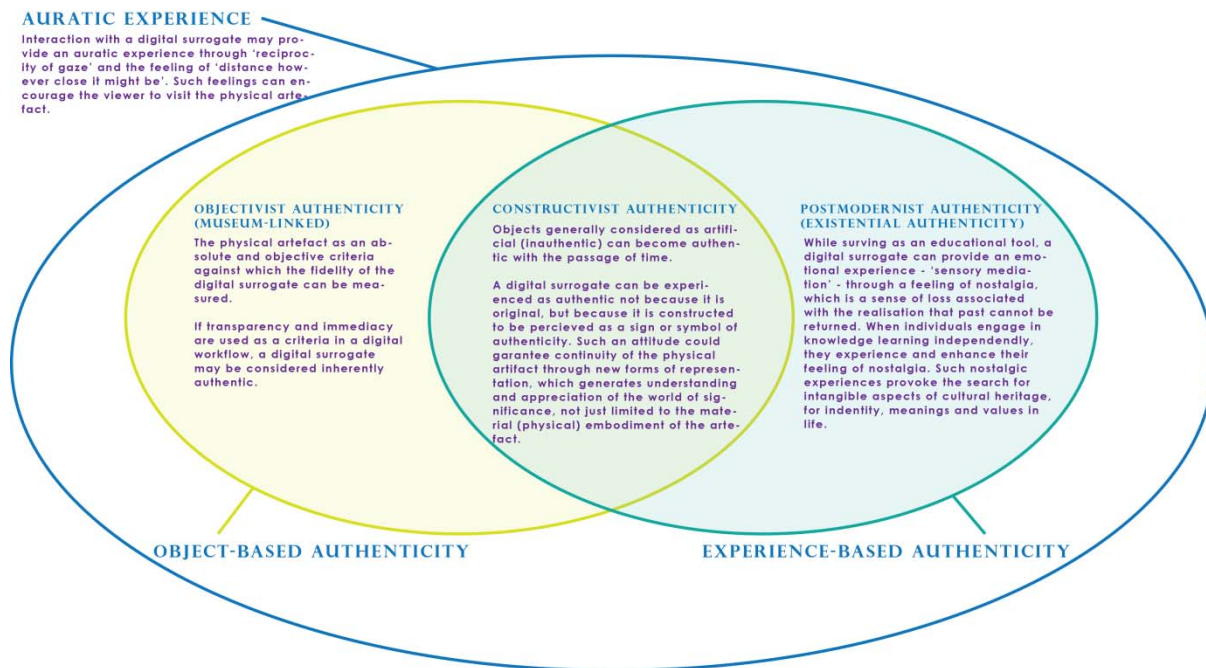 AURATIC EXPERIENCE
Interaction with a digital surrogate may pro-
vide an auratic experience through ‘reciproc-
ity of gaze’ and the feeling of ‘distance how-
ever close it might be’. Such feelings can en-
courage the viewer to visit the physical arte-
fact.
OBJECTIVIST AUTHENTICITY
(MUSEUM-LINKED)
The physical artefact as an ab-
solute and objective criteria
against which the fidelity of the
digital surrogate can be mea-
sured.
If transparency and immediacy
are used as a criteria in a digital
workflow, a digital surrogate
may be considered inherently
authentic.
CONSTRUCTIVIST AUTHENTICITY
Objects generally considered as artifi-
cial (inauthentic) can become authen-
tic with the passage of time.
A digital surrogate can be experi-
enced as authentic not because it is
original, but because it is constructed
to be percieved as a sign or symbol of
authenticity. Such an attitude could
garantee continuity of the physical
artifact through new forms of represen-
tation, which generates understanding
and appreciation of the world of sig-
nificance, not just limited to the mate-
rial (physical) embodiment of the arte-
fact.
POSTMODERNIST AUTHENTICITY
(EXISTENTIAL AUTHENTICITY)
While surving as an educational tool, a
digital surrogate can provide an emo-
tional experience - ‘sensory media-
tion’ - through a feeling of nostalgia,
which is a sense of loss associated
with the realisation that past cannot be
returned. When individuals engage in
knowledge learning independently,
they experience and enhance their
feeling of nostalgia. Such nostalgic
experiences provoke the search for
intangible aspects of cultural heritage,
for indentity, meanings and values in
life.
OBJECT-BASED AUTHENTICITY
EXPERIENCE-BASED AUTHENTICITY